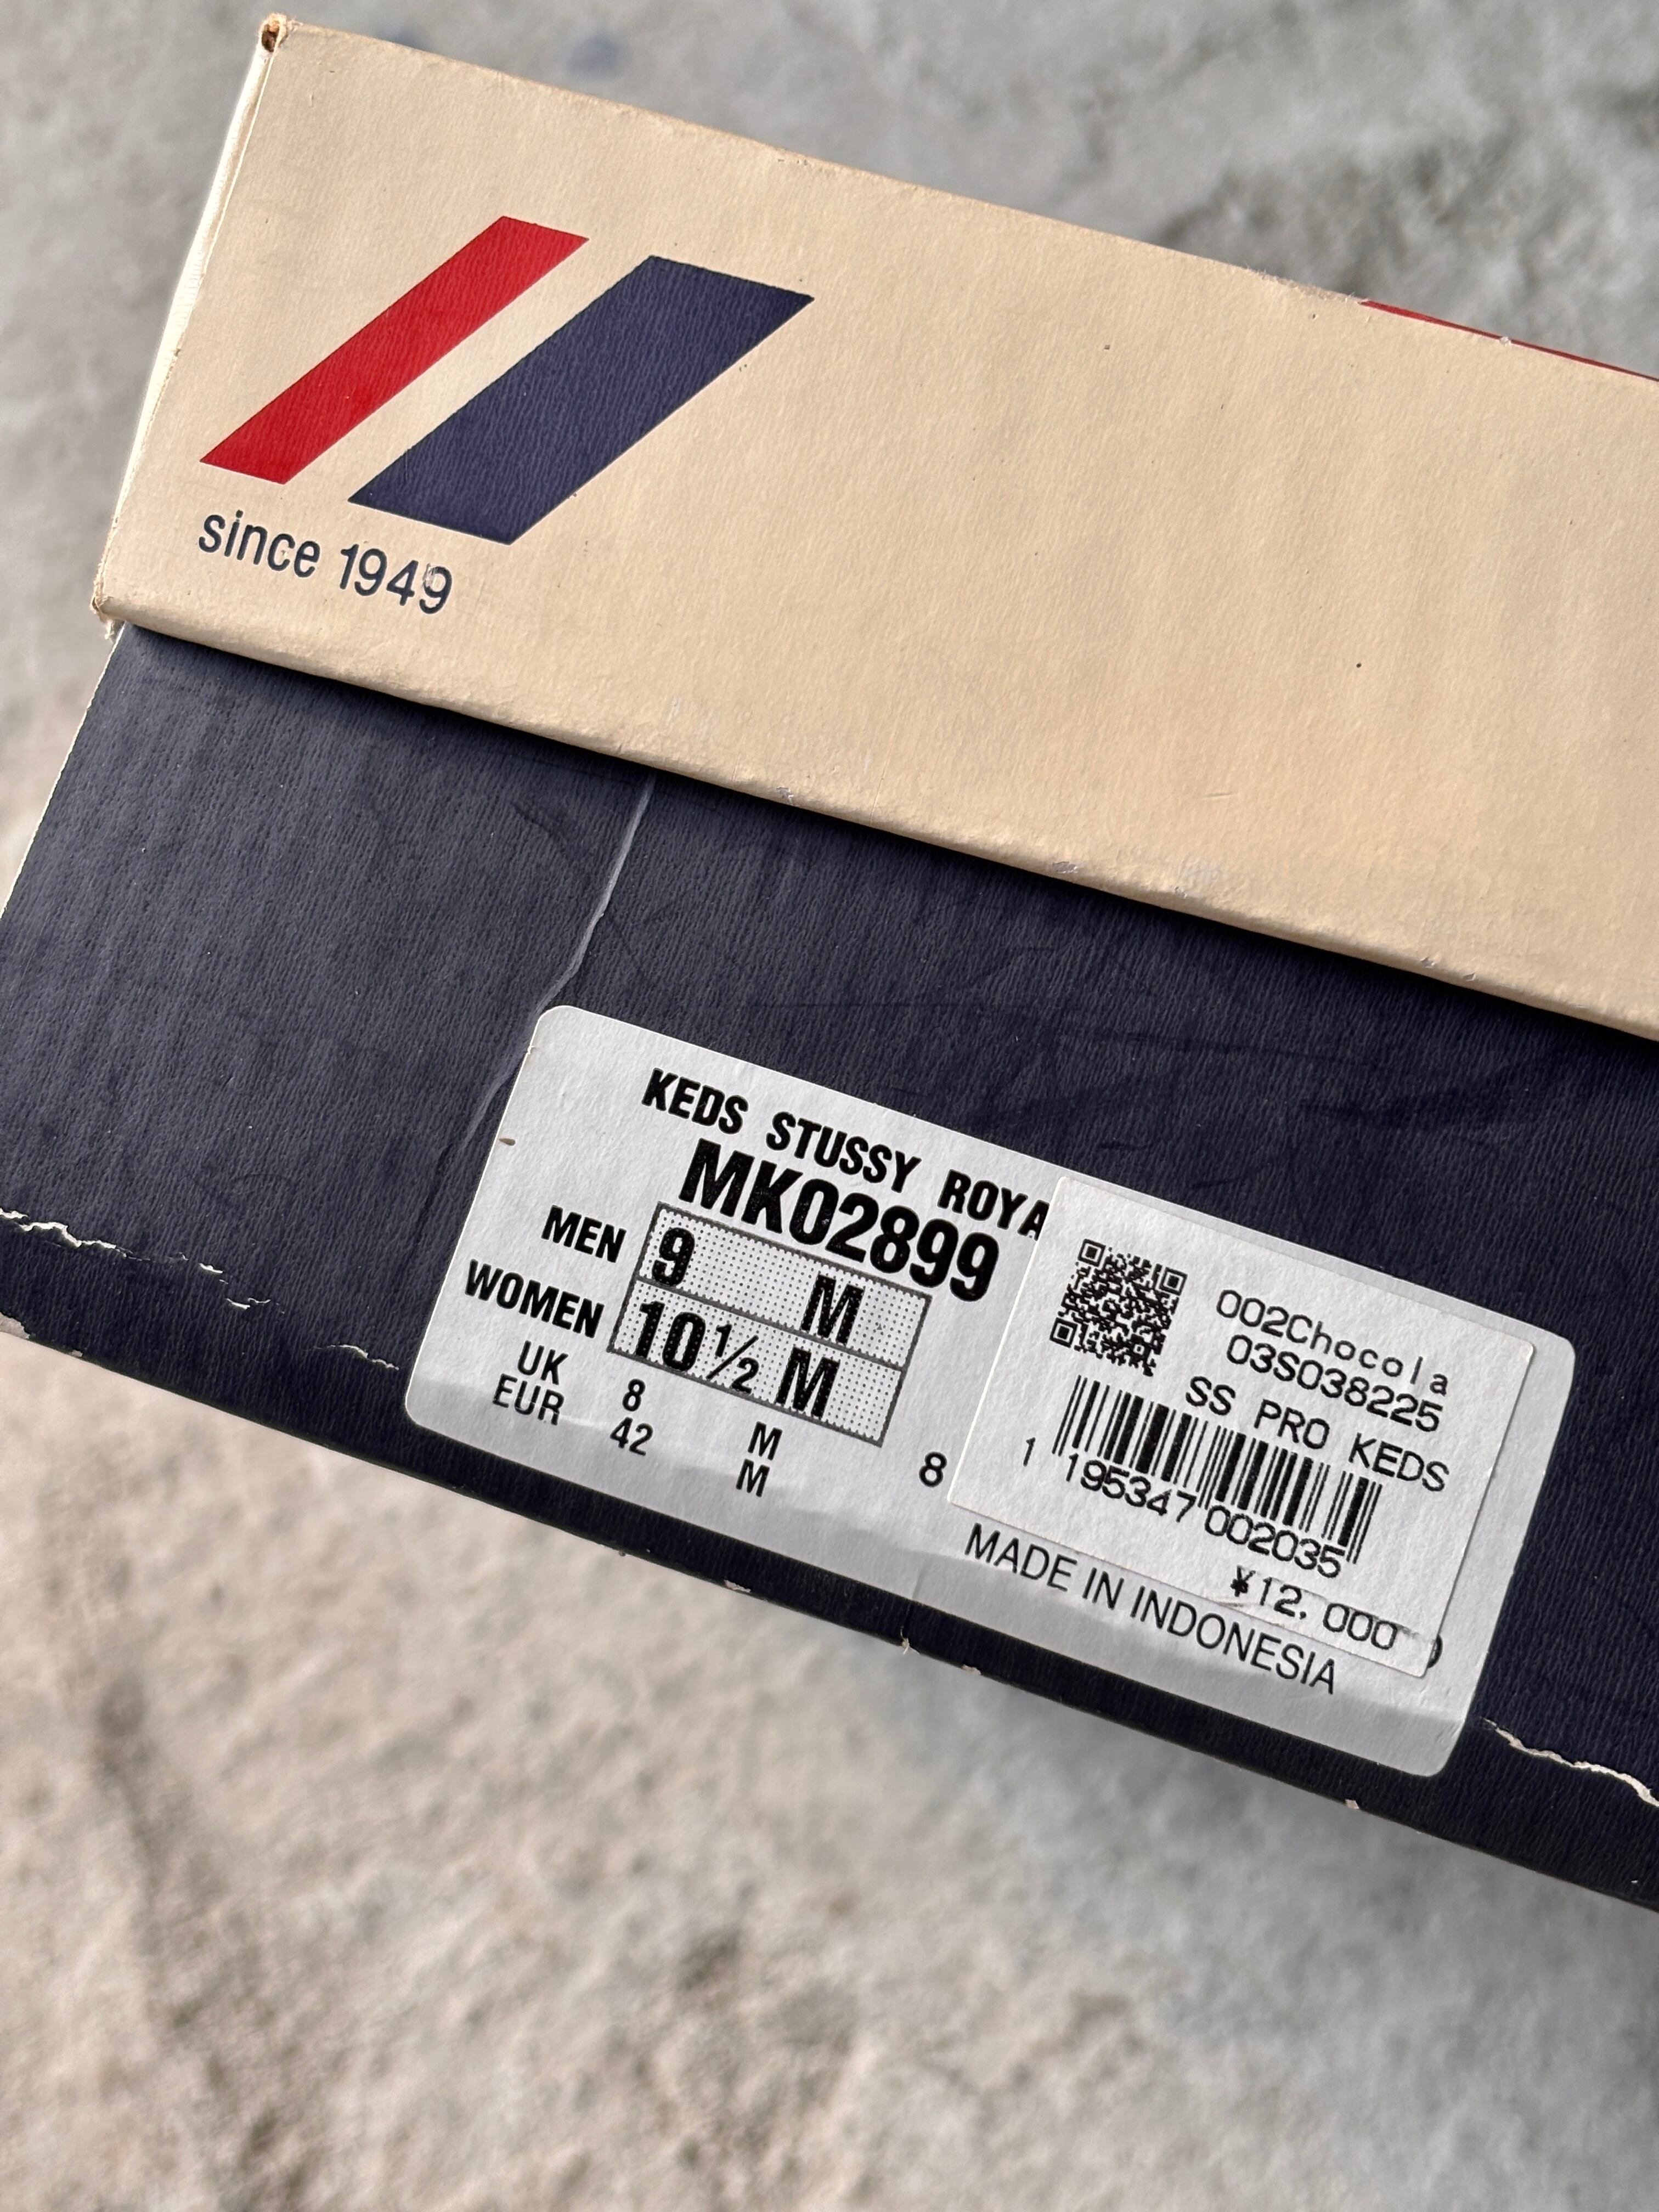 since 1949
KEDS STUSSY ROYA
MK02899
MEN 9 M
WOMEN 10½ M
UK 8 M
EUR 42 M
8
002Chocola
03S038225
SS PRO KEDS
1 195347 002035
¥12,000
MADE IN INDONESIA